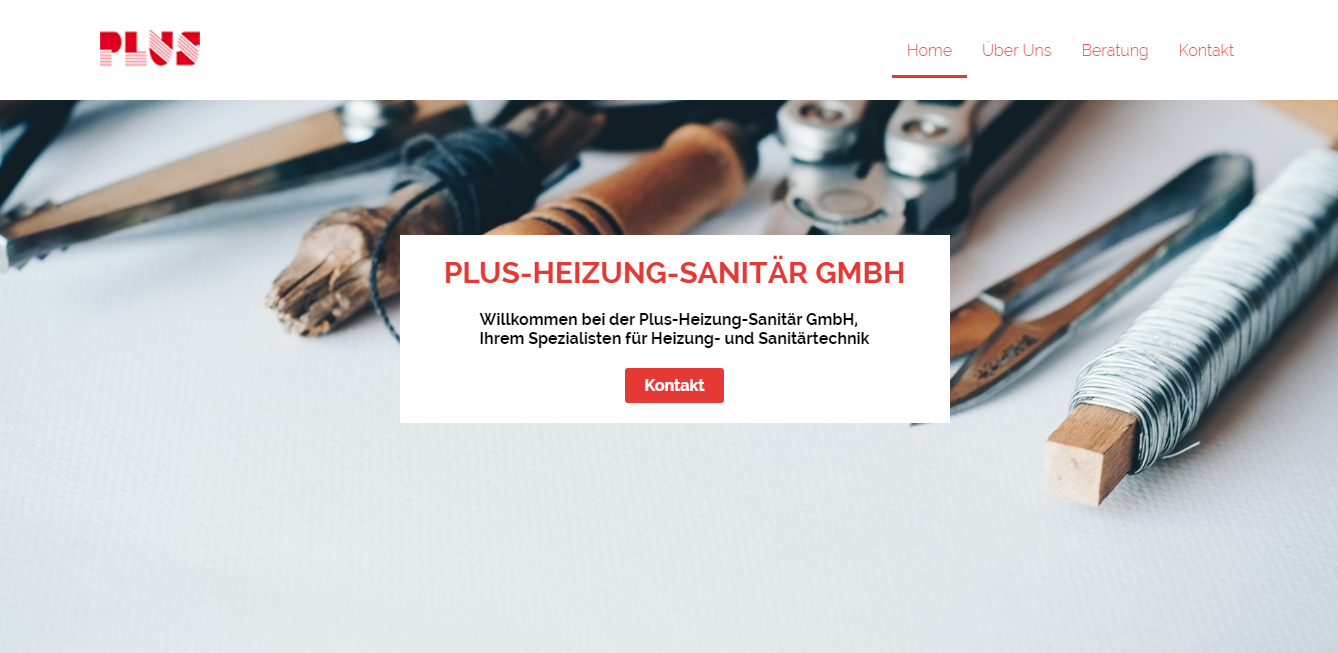 PLUS
Home
Über Uns
Beratung
Kontakt
PLUS-HEIZUNG-SANITÄR GMBH
Willkommen bei der Plus-Heizung-Sanitär GmbH,
Ihrem Spezialisten für Heizung- und Sanitärtechnik
Kontakt